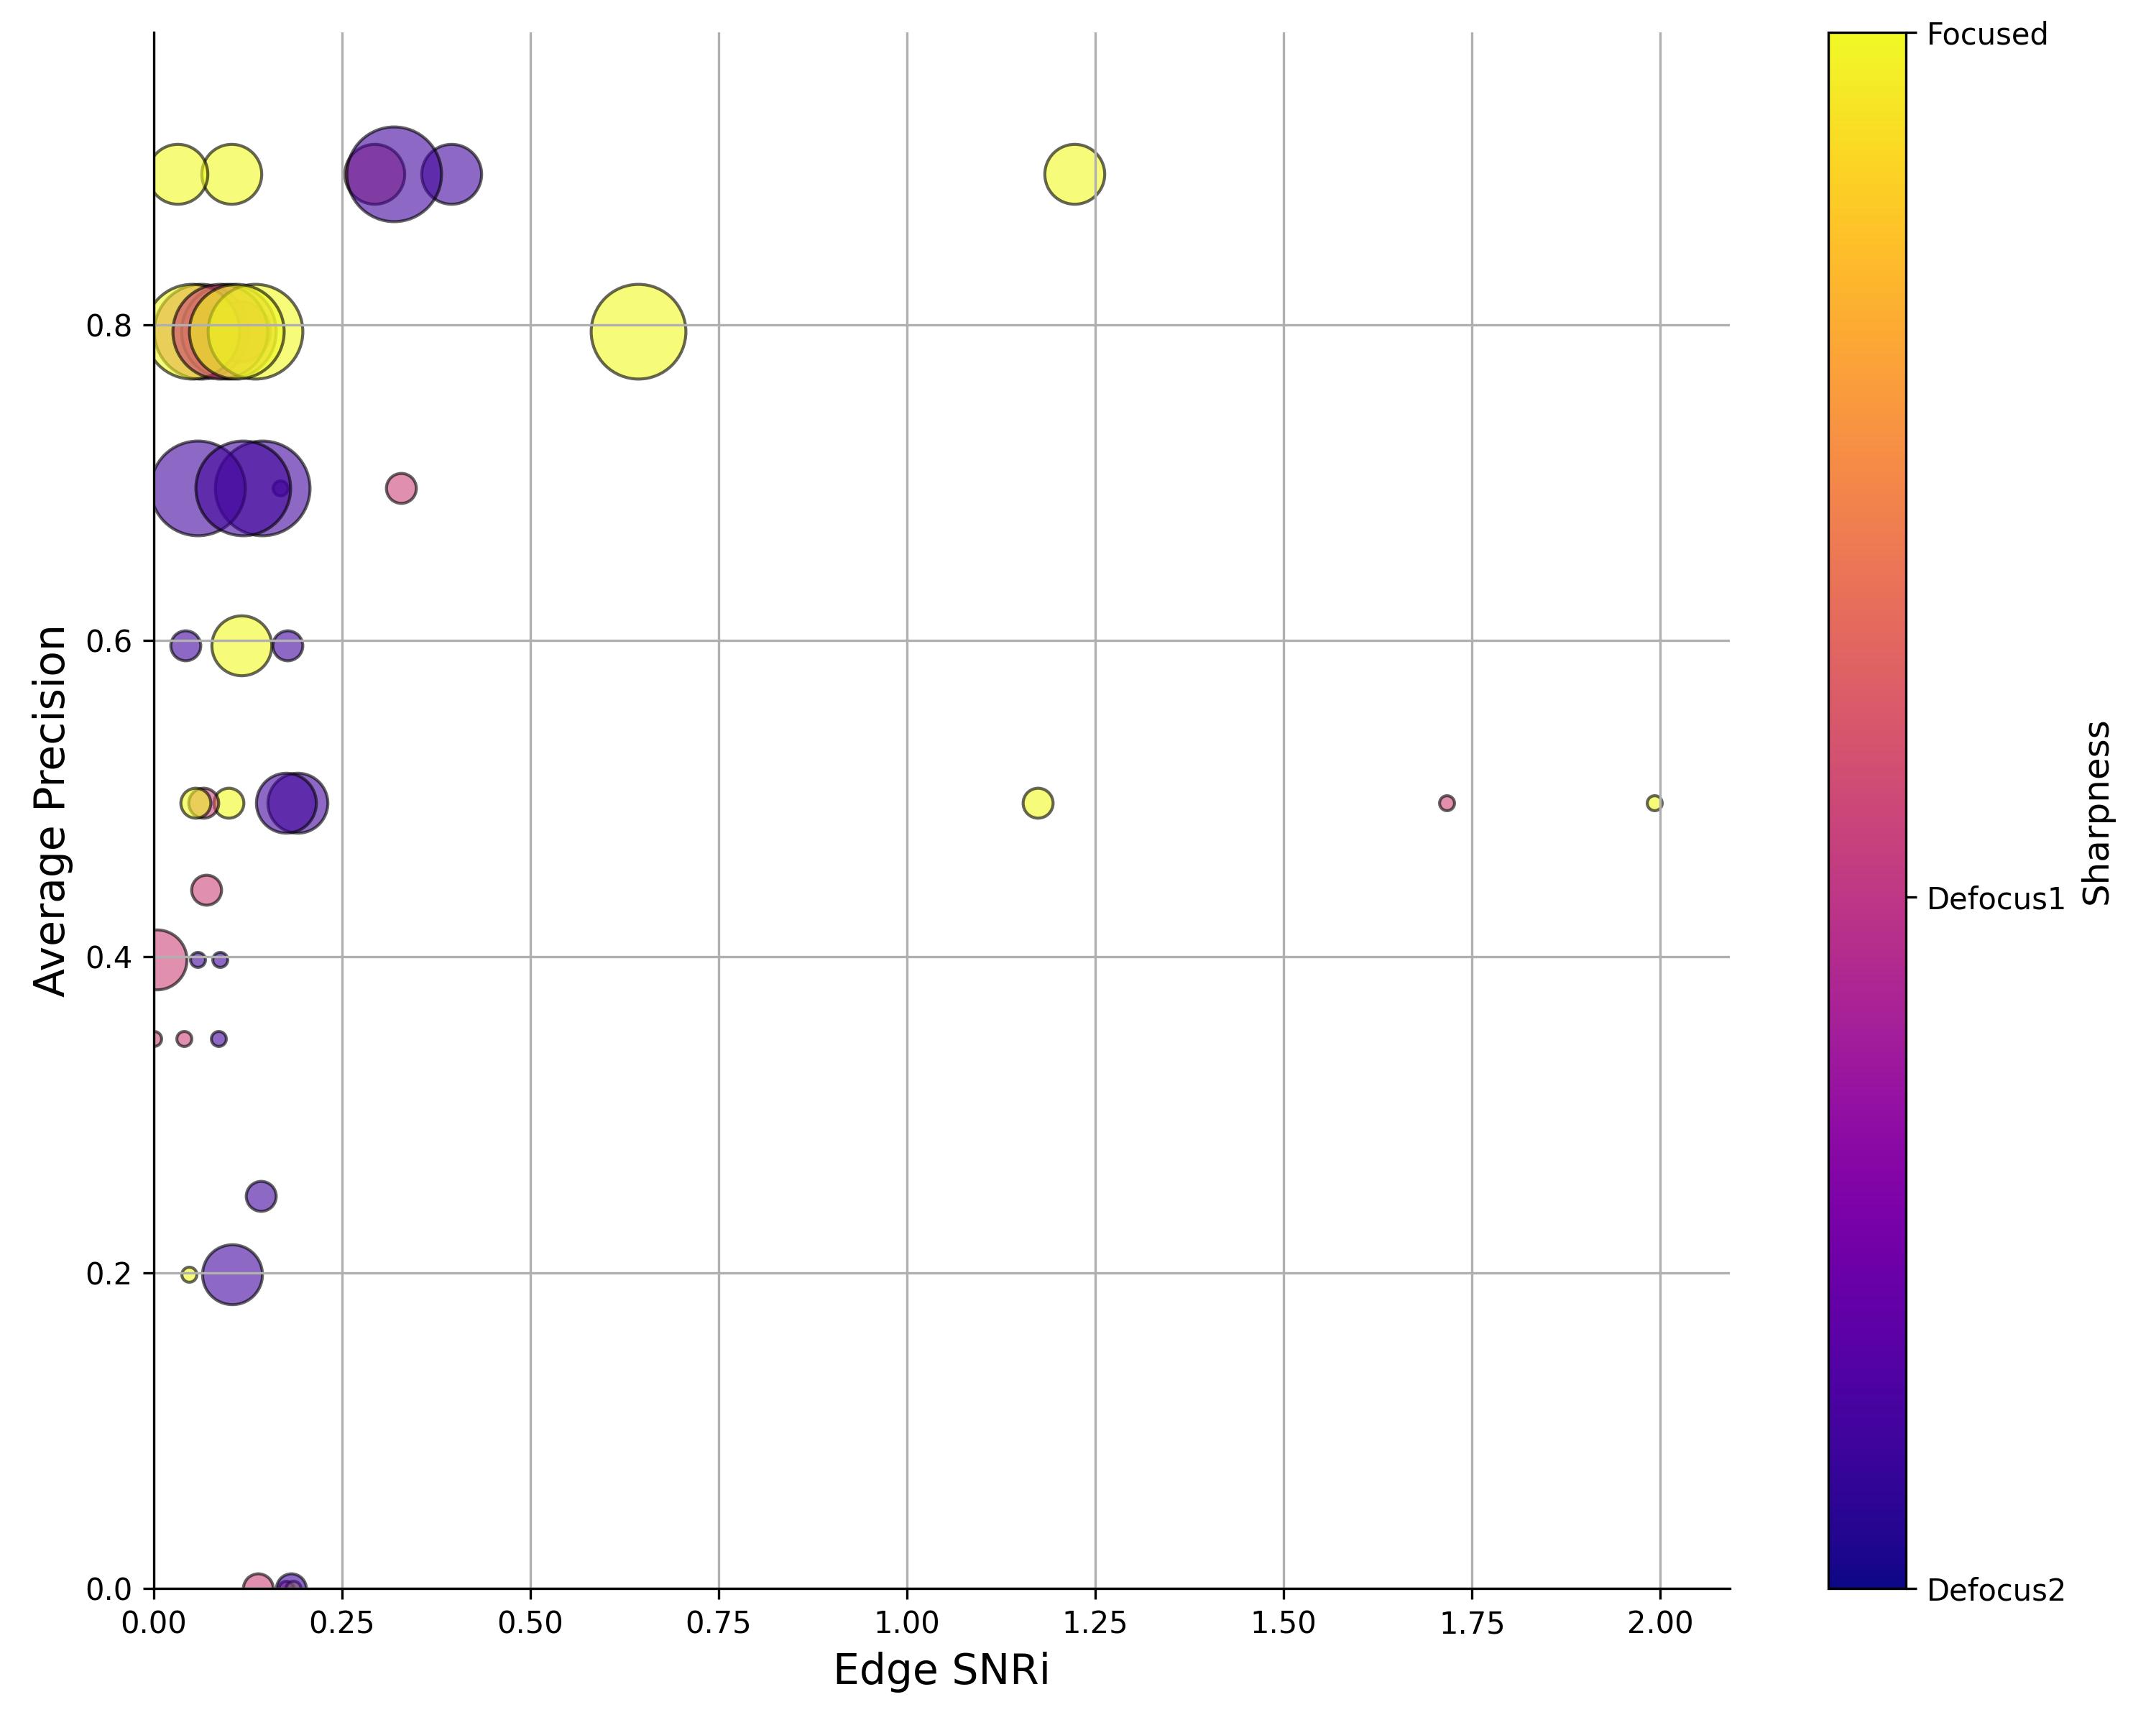 Average Precision
0.8
0.6
0.4
0.2
0.0
0.00 0.25 0.50 0.75 1.00 1.25 1.50 1.75 2.00
Edge SNRi
Focused
Defocus1
Defocus2
Sharpness